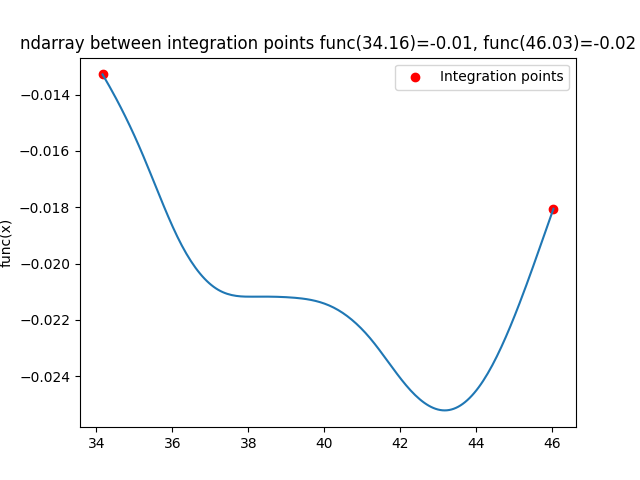 ndarray between integration points func(34.16)=-0.01, func(46.03)=-0.02
Integration points
−0.014
−0.016
−0.018
−0.020
−0.022
−0.024
func(x)
34 36 38 40 42 44 46